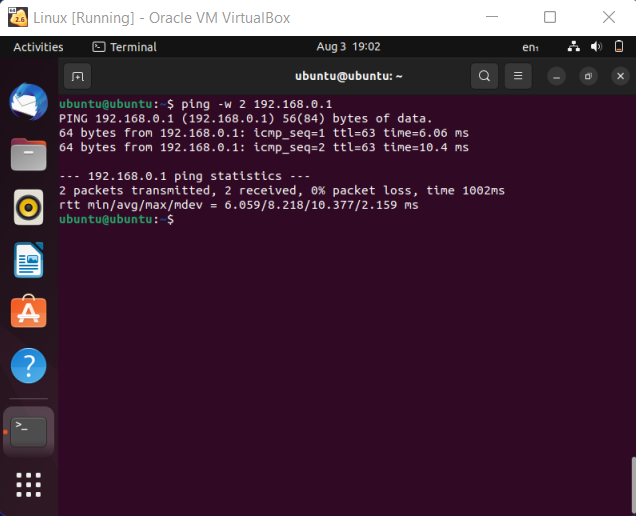 Linux [Running] - Oracle VM VirtualBox
Activities
Terminal
Aug 3 19:02
en₁
ubuntu@ubuntu: ~
ubuntu@ubuntu:~$ ping -w 2 192.168.0.1
PING 192.168.0.1 (192.168.0.1) 56(84) bytes of data.
64 bytes from 192.168.0.1: icmp_seq=1 ttl=63 time=6.06 ms
64 bytes from 192.168.0.1: icmp_seq=2 ttl=63 time=10.4 ms
--- 192.168.0.1 ping statistics ---
2 packets transmitted, 2 received, 0% packet loss, time 1002ms
rtt min/avg/max/mdev = 6.059/8.218/10.377/2.159 ms
ubuntu@ubuntu:~$